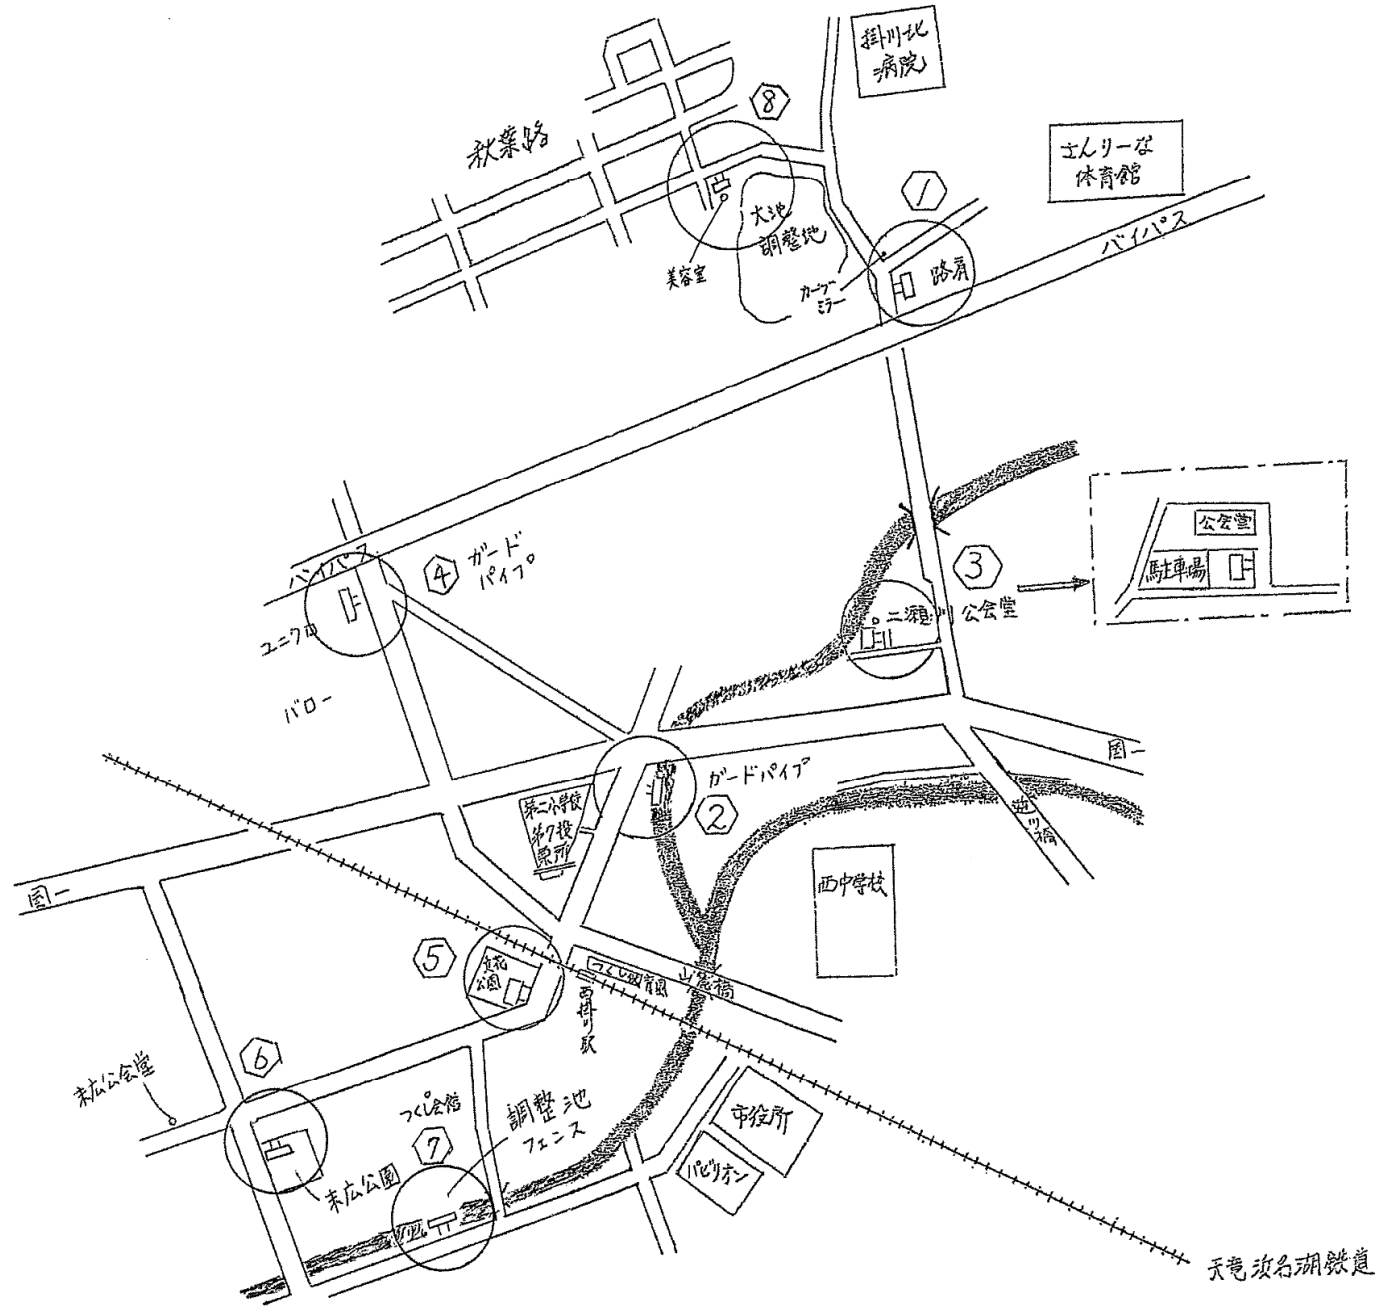 掛川北
病院
8
秋葉路
さんりーな
体育館
1
大池
調整地
バイパス
美容室
路肩
カーブ
ミラー
4
ガード
パイプ
バイパス
3
公会堂
駐車場
二瀬川公会堂
ユニクロ
バロー
国一
ガードパイプ
2
第二小学校
第7投
票所
逆川橋
国一
西中学校
5
公園
つくし保育園
山麓橋
西掛川駅
6
末広公会堂
つくし会館
調整池
フェンス
7
市役所
パビリオン
末広公園
天竜浜名湖鉄道